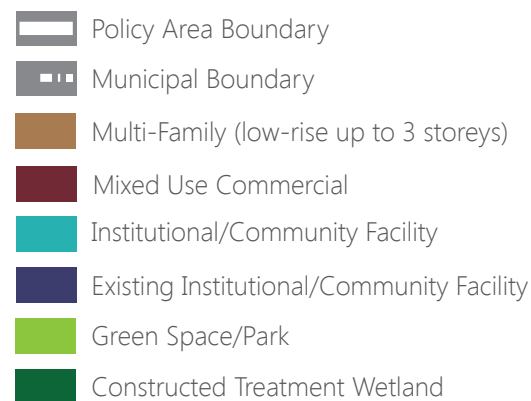 Policy Area Boundary
Municipal Boundary
Multi-Family (low-rise up to 3 storeys)
Mixed Use Commercial
Institutional/Community Facility
Existing Institutional/Community Facility
Green Space/Park
Constructed Treatment Wetland